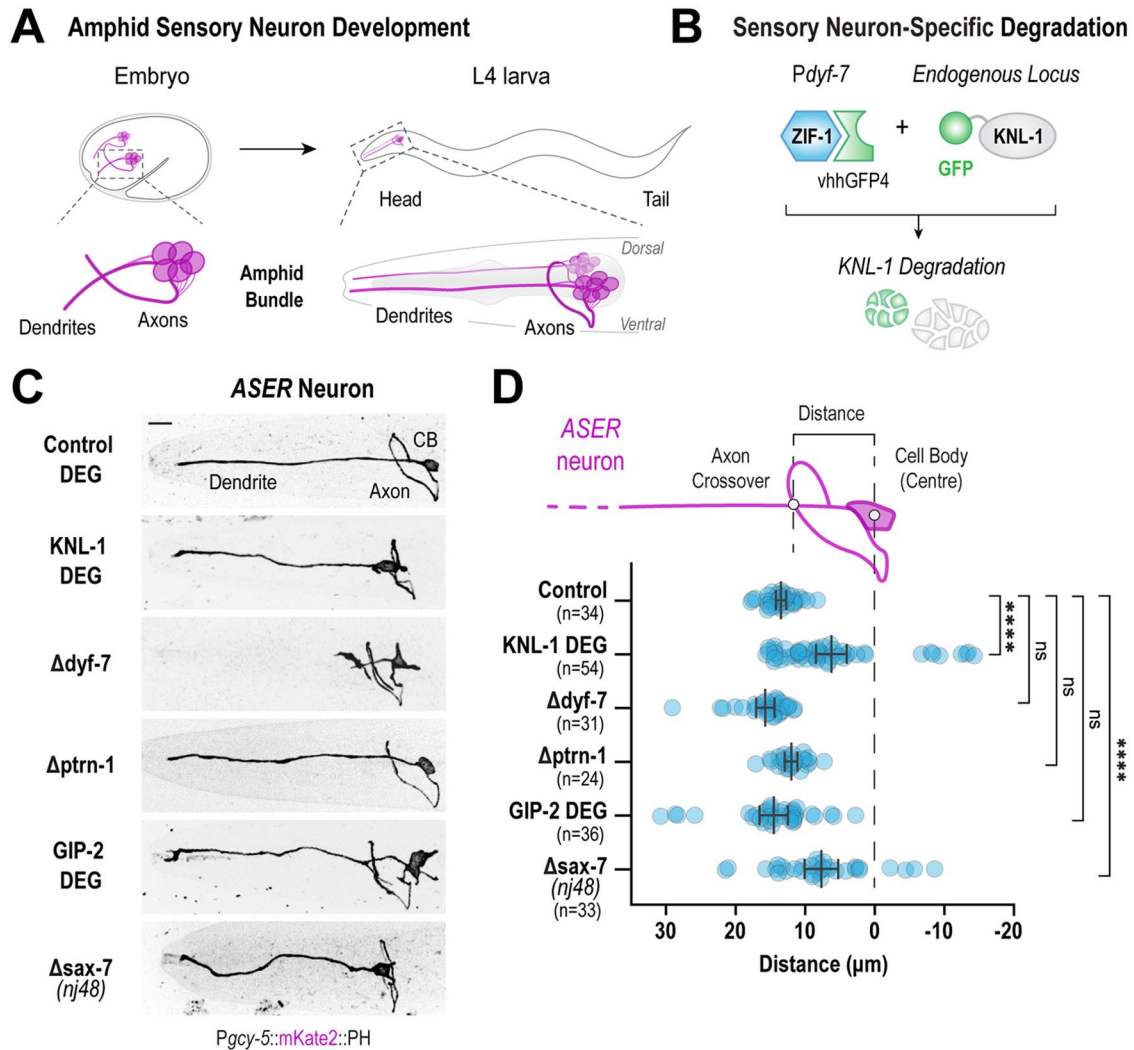 A Amphid Sensory Neuron Development
Embryo
L4 larva
Head
Tail
Dendrites
Axons
Amphid
Bundle
Dorsal
Dendrites
Axons
Ventral
B Sensory Neuron-Specific Degradation
Pdyf-7
Endogenous Locus
ZIF-1
+
KNL-1
vhhGFP4
GFP
KNL-1 Degradation
C ASER Neuron
Control
DEG
CB
Dendrite
Axon
KNL-1
DEG
Δdyf-7
Δptrn-1
GIP-2
DEG
Δsax-7
(nj48)
Pgcy-5::mKate2::PH
D
Distance
ASER
neuron
Axon
Crossover
Cell Body
(Centre)
Control
(n=34)
KNL-1 DEG
(n=54)
Δdyf-7
(n=31)
Δptrn-1
(n=24)
GIP-2 DEG
(n=36)
Δsax-7
(nj48)
(n=33)
****
ns
ns
ns
****
30 20 10 0 -10 -20
Distance (µm)